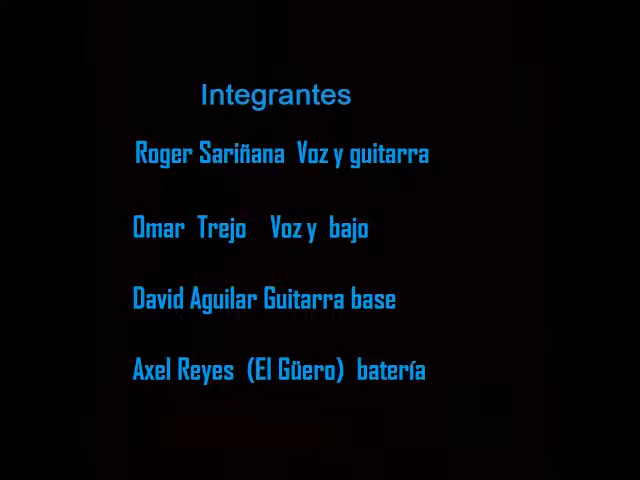 Integrantes
Roger Sariñana Voz y guitarra
Omar Trejo Voz y bajo
David Aguilar Guitarra base
Axel Reyes (El Güero) batería